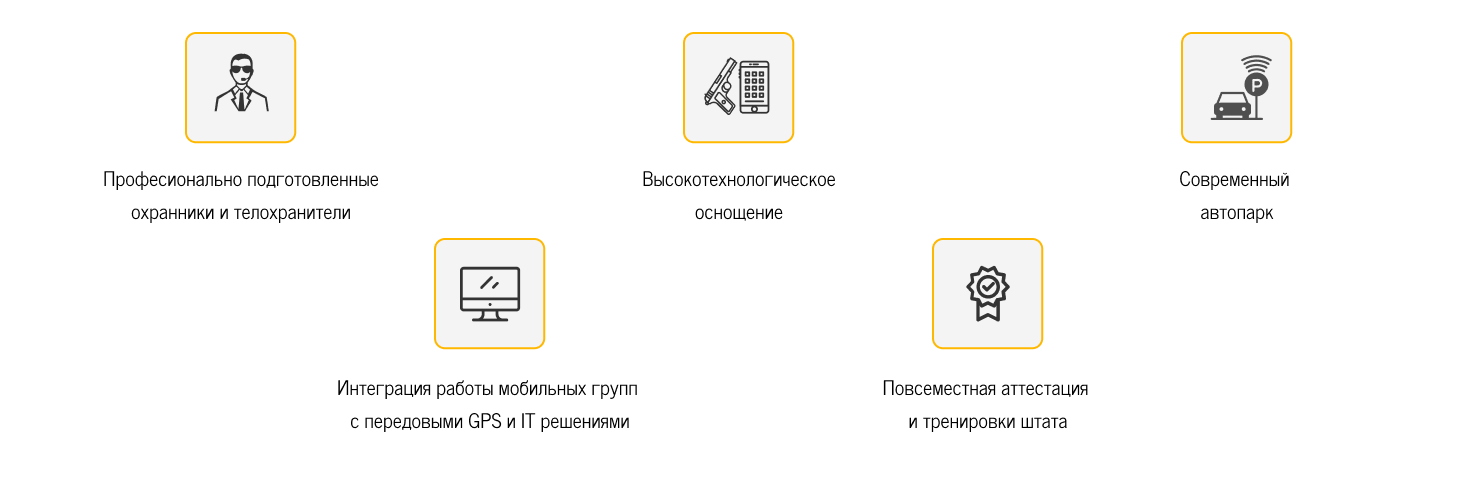 Професионально подготовленные
охранники и телохранители
Высокотехнологическое
оснощение
P
Современный
автопарк
Интеграция работы мобильных групп
с передовыми GPS и IT решениями
Повсеместная аттестация
и тренировки штата